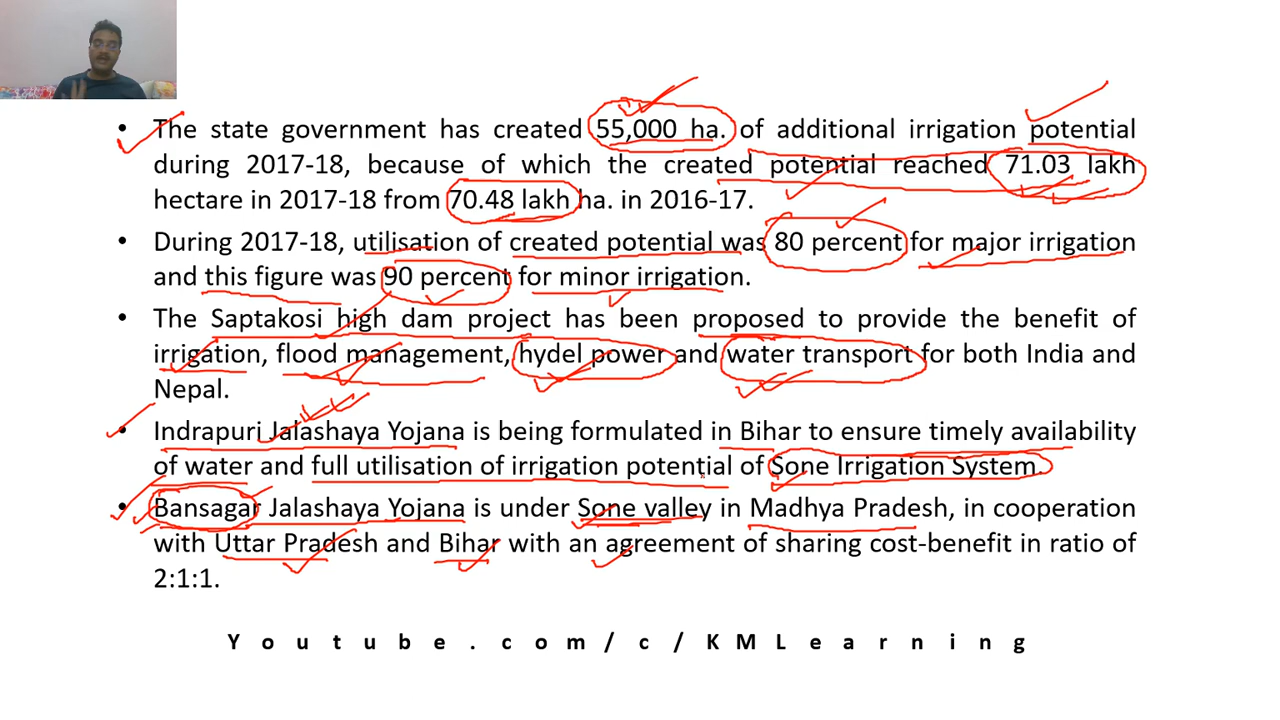 • The state government has created 55,000 ha. of additional irrigation potential
during 2017-18, because of which the created potential reached 71.03 lakh
hectare in 2017-18 from 70.48 lakh ha. in 2016-17.
• During 2017-18, utilisation of created potential was 80 percent for major irrigation
and this figure was 90 percent for minor irrigation.
• The Saptakosi high dam project has been proposed to provide the benefit of
irrigation, flood management, hydel power and water transport for both India and
Nepal.
• Indrapuri Jalashaya Yojana is being formulated in Bihar to ensure timely availability
of water and full utilisation of irrigation potential of Sone Irrigation System.
• Bansagar Jalashaya Yojana is under Sone valley in Madhya Pradesh, in cooperation
with Uttar Pradesh and Bihar with an agreement of sharing cost-benefit in ratio of
2:1:1.
Youtube.com/c/KMLearning